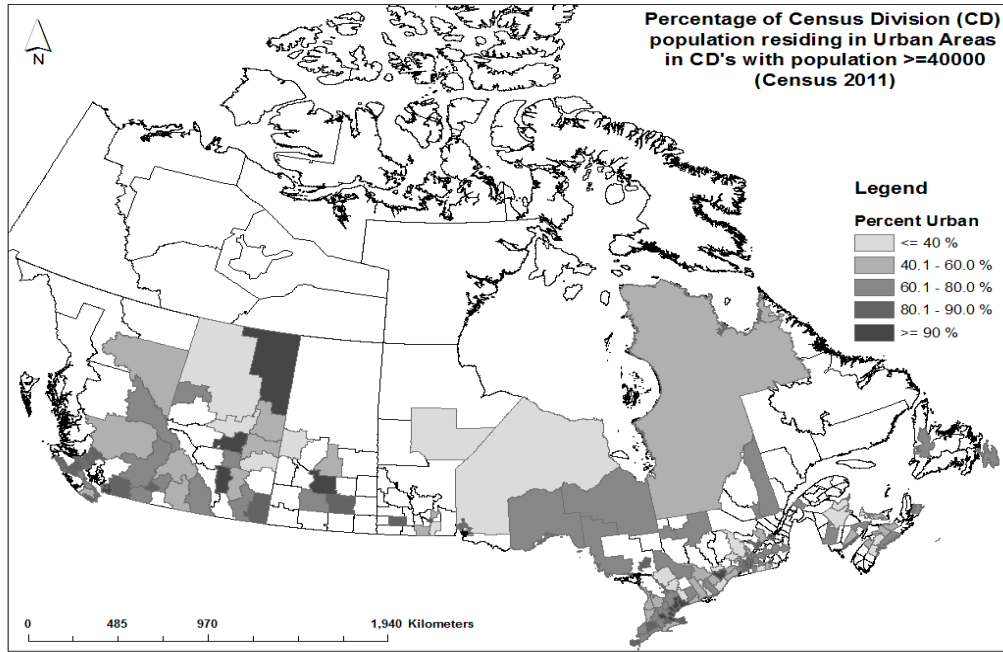 N
Percentage of Census Division (CD)
population residing in Urban Areas
in CD's with population >=40000
(Census 2011)
Legend
Percent Urban
<= 40 %
40.1 - 60.0 %
60.1 - 80.0 %
80.1 - 90.0 %
>= 90 %
0 485 970 1,940 Kilometers